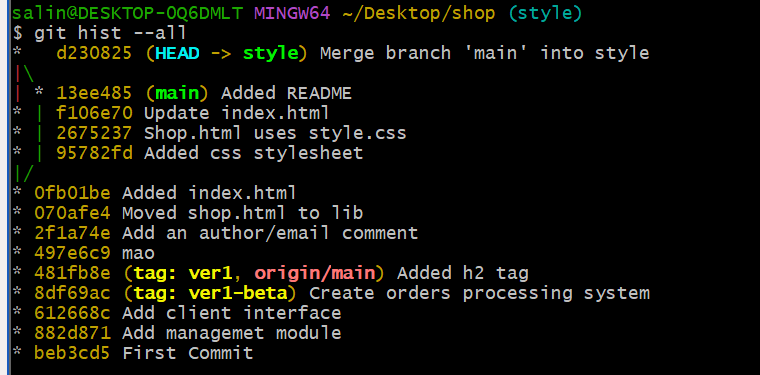 salin@DESKTOP-OQ6DMLT MINGW64 ~/Desktop/shop (style)
$ git hist --all
*   d230825 (HEAD -> style) Merge branch 'main' into style
|\
| * 13ee485 (main) Added README
* | f106e70 Update index.html
* | 2675237 Shop.html uses style.css
* | 95782fd Added css stylesheet
|/
* 0fb01be Added index.html
* 070afe4 Moved shop.html to lib
* 2f1a74e Add an author/email comment
* 497e6c9 mao
* 481fb8e (tag: ver1, origin/main) Added h2 tag
* 8df69ac (tag: ver1-beta) Create orders processing system
* 612668c Add client interface
* 882d871 Add managemet module
* beb3cd5 First Commit